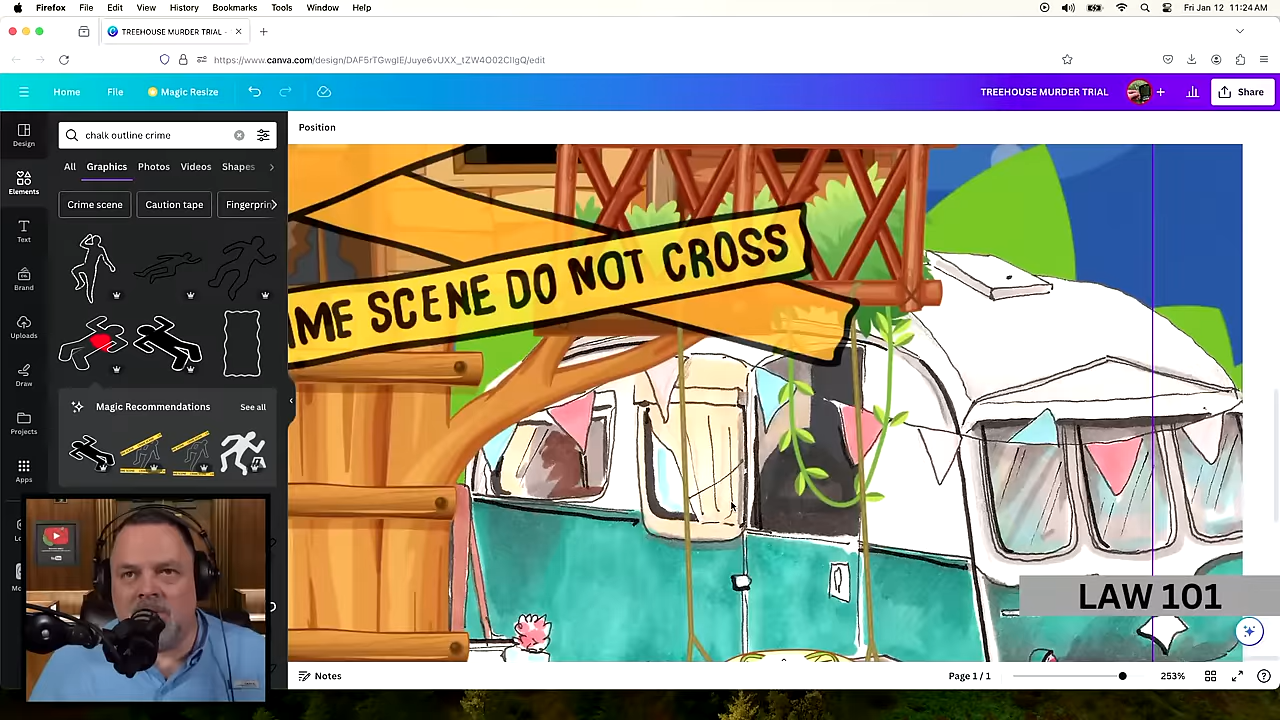 Firefox File Edit View History Bookmarks Tools Window Help Fri Jan 12 11:24 AM
TREEHOUSE MURDER TRIAL -
https://www.canva.com/design/DAF5rTGwgIE/Juye6vUXX_tZW4O02CIIgQ/edit
Home File Magic Resize TREEHOUSE MURDER TRIAL Share
Design
chalk outline crime
Position
All Graphics Photos Videos Shapes
Elements
Crime scene Caution tape Fingerprin
Text
Brand
Uploads
Draw
Projects
Apps
Magic Recommendations See all
IME SCENE DO NOT CROSS
LAW 101
Notes Page 1 / 1 253%